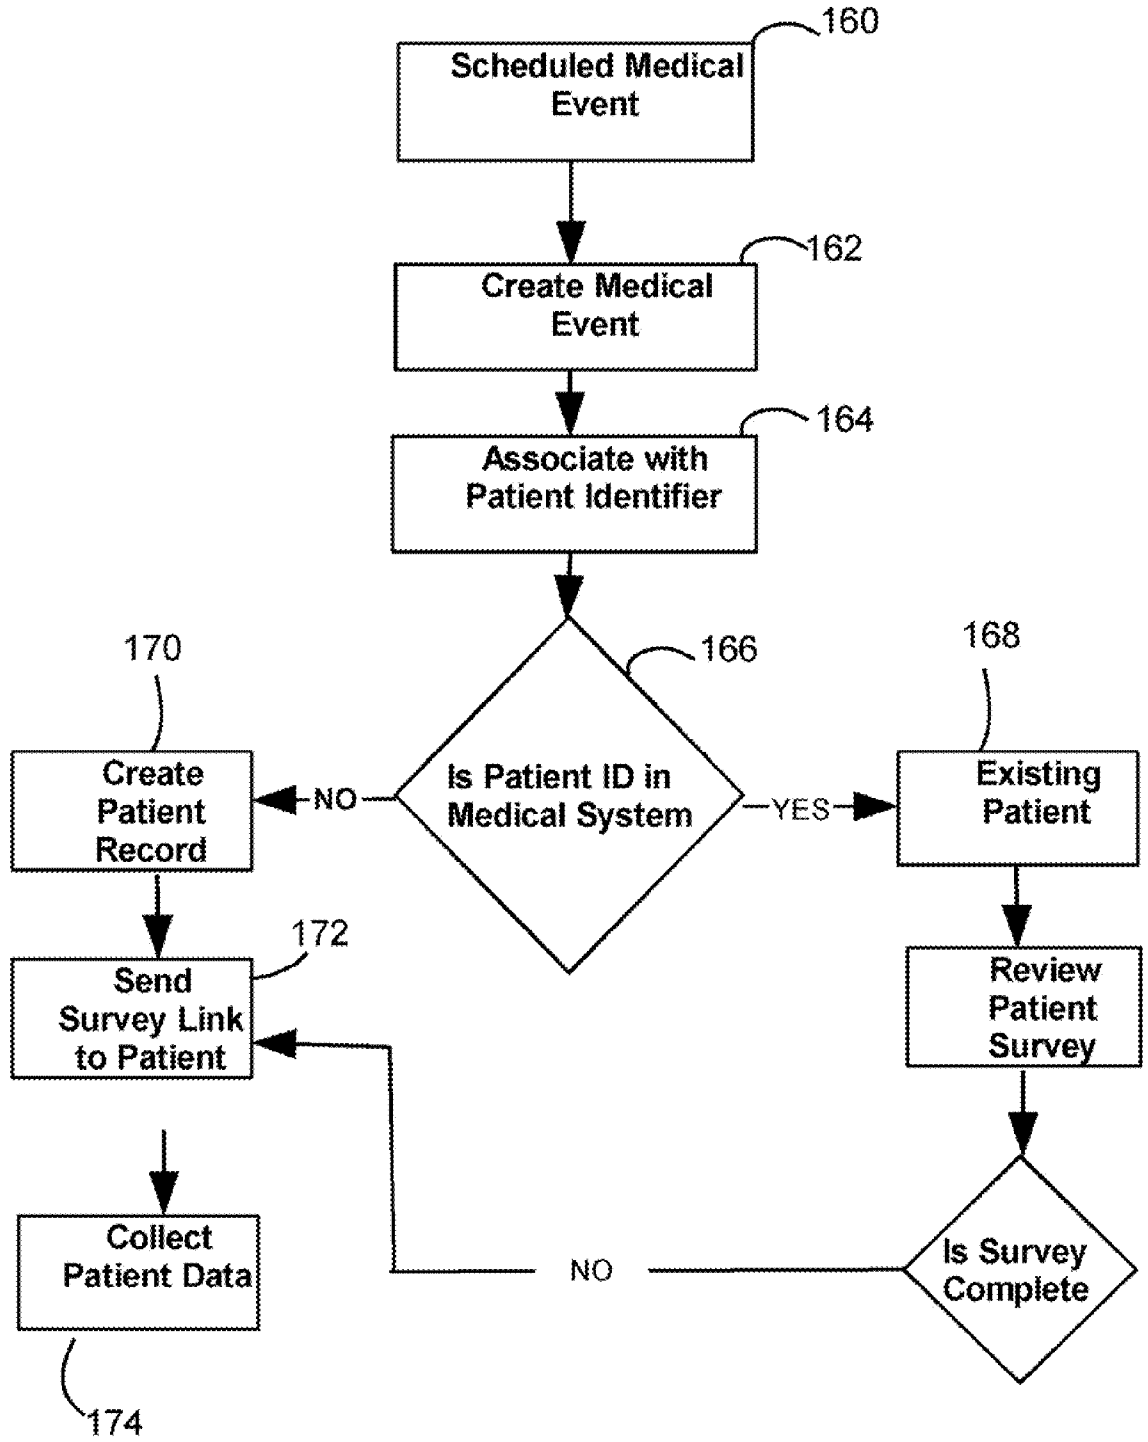 160
Scheduled Medical
Event
162
Create Medical
Event
164
Associate with
Patient Identifier
166
Is Patient ID in
Medical System
NO
YES
170
Create
Patient
Record
168
Existing
Patient
172
Send
Survey Link
to Patient
Review
Patient
Survey
Is Survey
Complete
NO
Collect
Patient Data
174